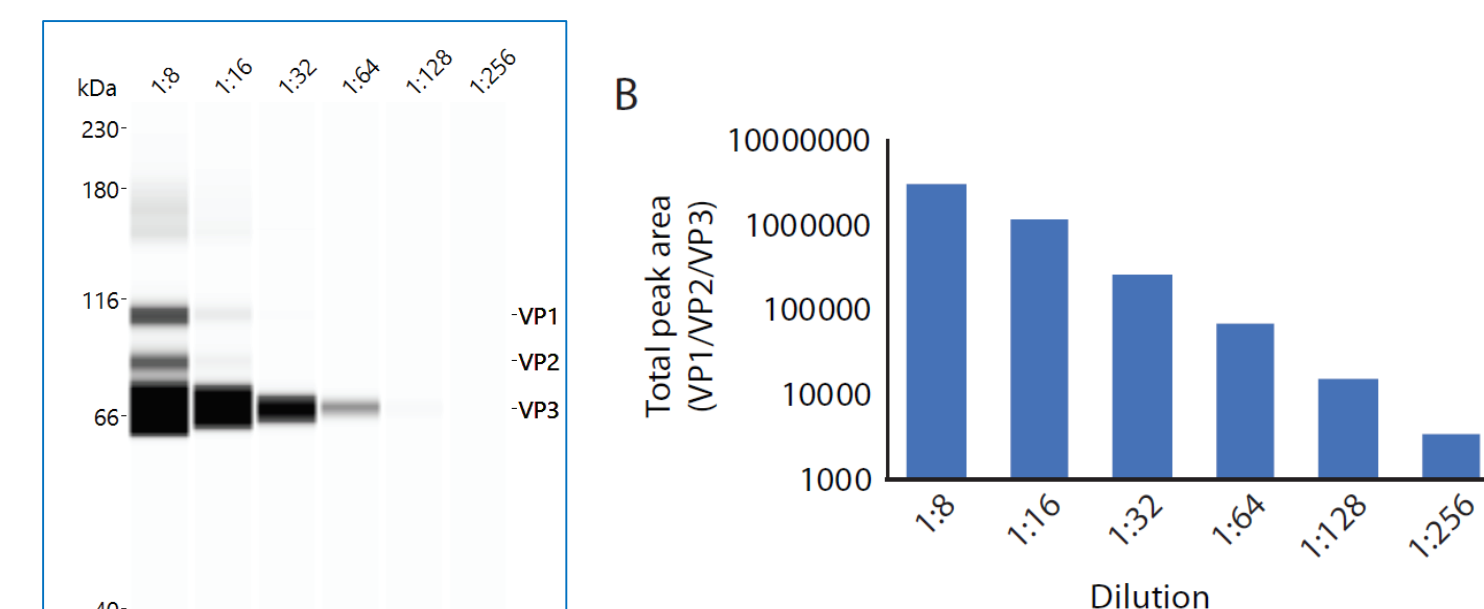 kDa
1:8
1:16
1:32
1:64
1:128
1:256
230-
180-
116-
66-
40-
-VP1
-VP2
-VP3
B
Total peak area
(VP1/VP2/VP3)
10000000
1000000
100000
10000
1000
1:8
1:16
1:32
1:64
1:128
1:256
Dilution